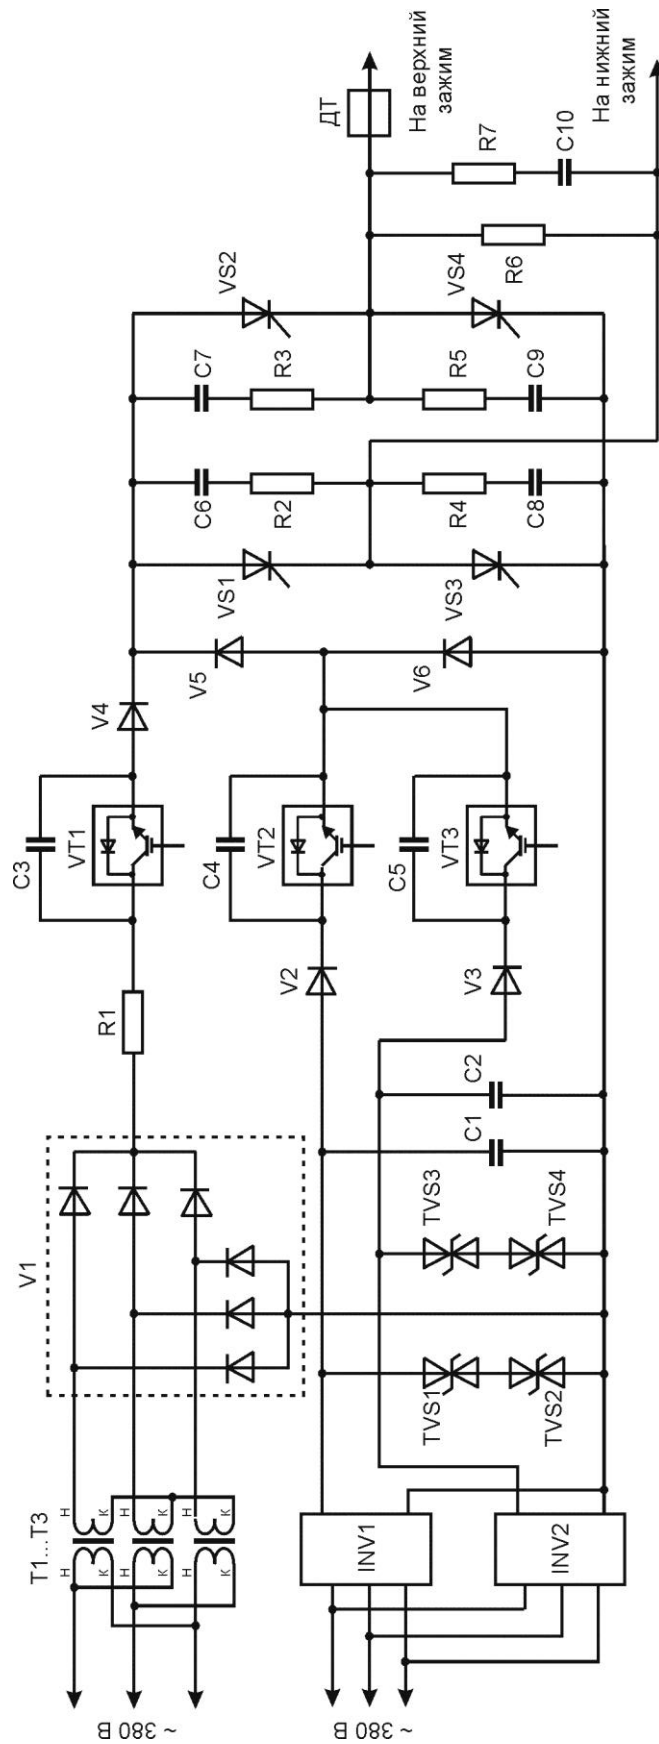 ~ 380 В
~ 380 В
Т1...Т3
Н
Н
К
К
Н
Н
К
К
Н
Н
К
К
V1
R1
C3
VT1
V4
INV1
INV2
TVS1
TVS2
TVS3
TVS4
C1
C2
V2
V3
C4
VT2
C5
VT3
V5
V6
VS1
VS3
C6
R2
R4
C8
C7
R3
R5
C9
VS2
VS4
R6
R7
C10
ДТ
На верхний
зажим
На нижний
зажим